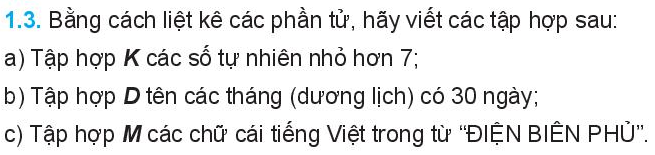 1.3. Bằng cách liệt kê các phần tử, hãy viết các tập hợp sau:
a) Tập hợp K các số tự nhiên nhỏ hơn 7;
b) Tập hợp D tên các tháng (dương lịch) có 30 ngày;
c) Tập hợp M các chữ cái tiếng Việt trong từ “ĐIỆN BIÊN PHỦ”.